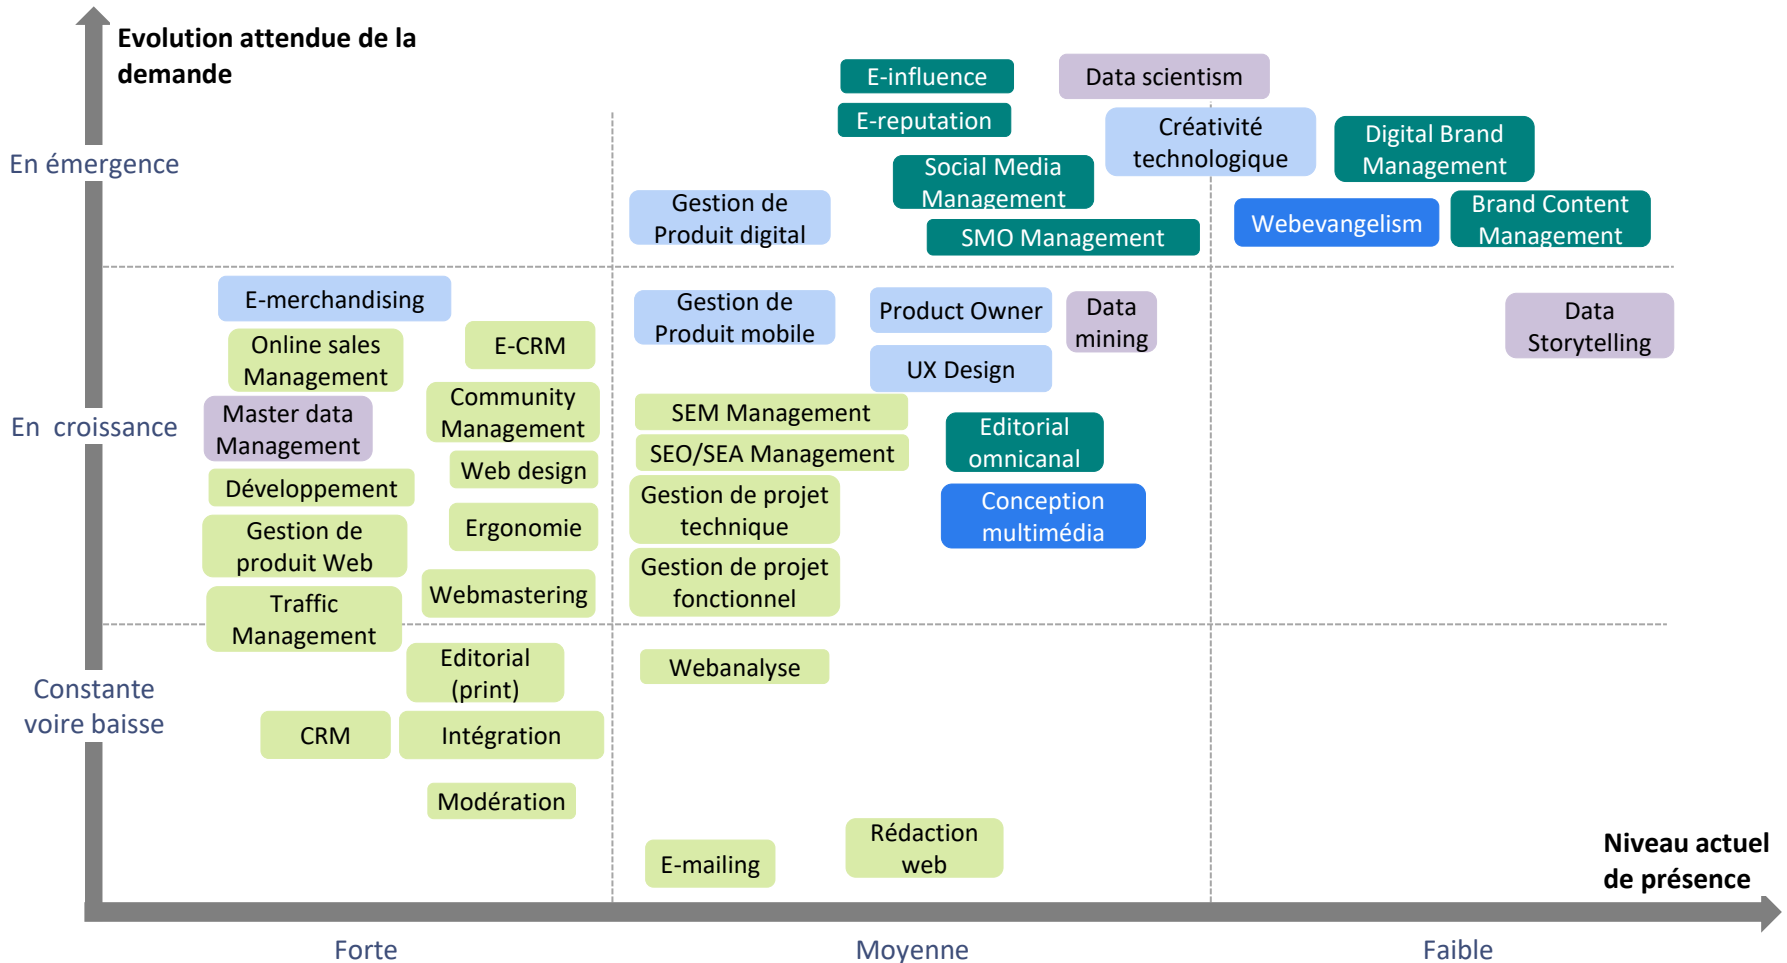 Evolution attendue de la
demande
E-influence
Data scientism
E-reputation
Créativité
technologique
Digital Brand
Management
En émergence
Social Media
Management
Gestion de
Produit digital
Webevangelism
Brand Content
Management
SMO Management
E-merchandising
Gestion de
Produit mobile
Product Owner
Data
mining
Data
Storytelling
Online sales
Management
E-CRM
UX Design
Master data
Management
Community
Management
SEM Management
En croissance
SEO/SEA Management
Editorial
omnicanal
Web design
Développement
Gestion de projet
technique
Conception
multimédia
Gestion de
produit Web
Ergonomie
Gestion de projet
fonctionnel
Webmastering
Traffic
Management
Editorial
(print)
Webanalyse
Constante
voire baisse
CRM
Intégration
Modération
E-mailing
Rédaction
web
Niveau actuel
de présence
Forte
Moyenne
Faible